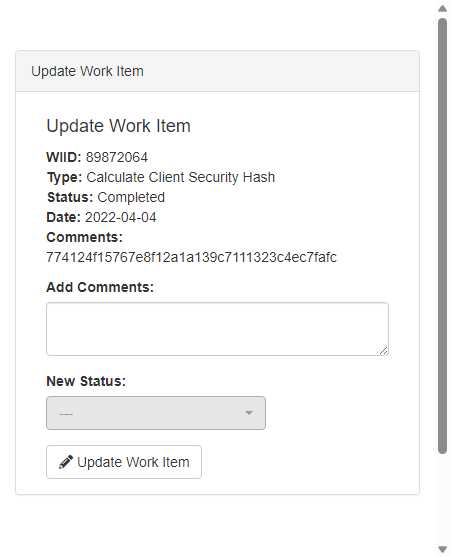 Update Work Item
Update Work Item
WIID: 89872064
Type: Calculate Client Security Hash
Status: Completed
Date: 2022-04-04
Comments:
774124f15767e8f12a1a139c7111323c4ec7fafc
Add Comments:
New Status:
---
Update Work Item